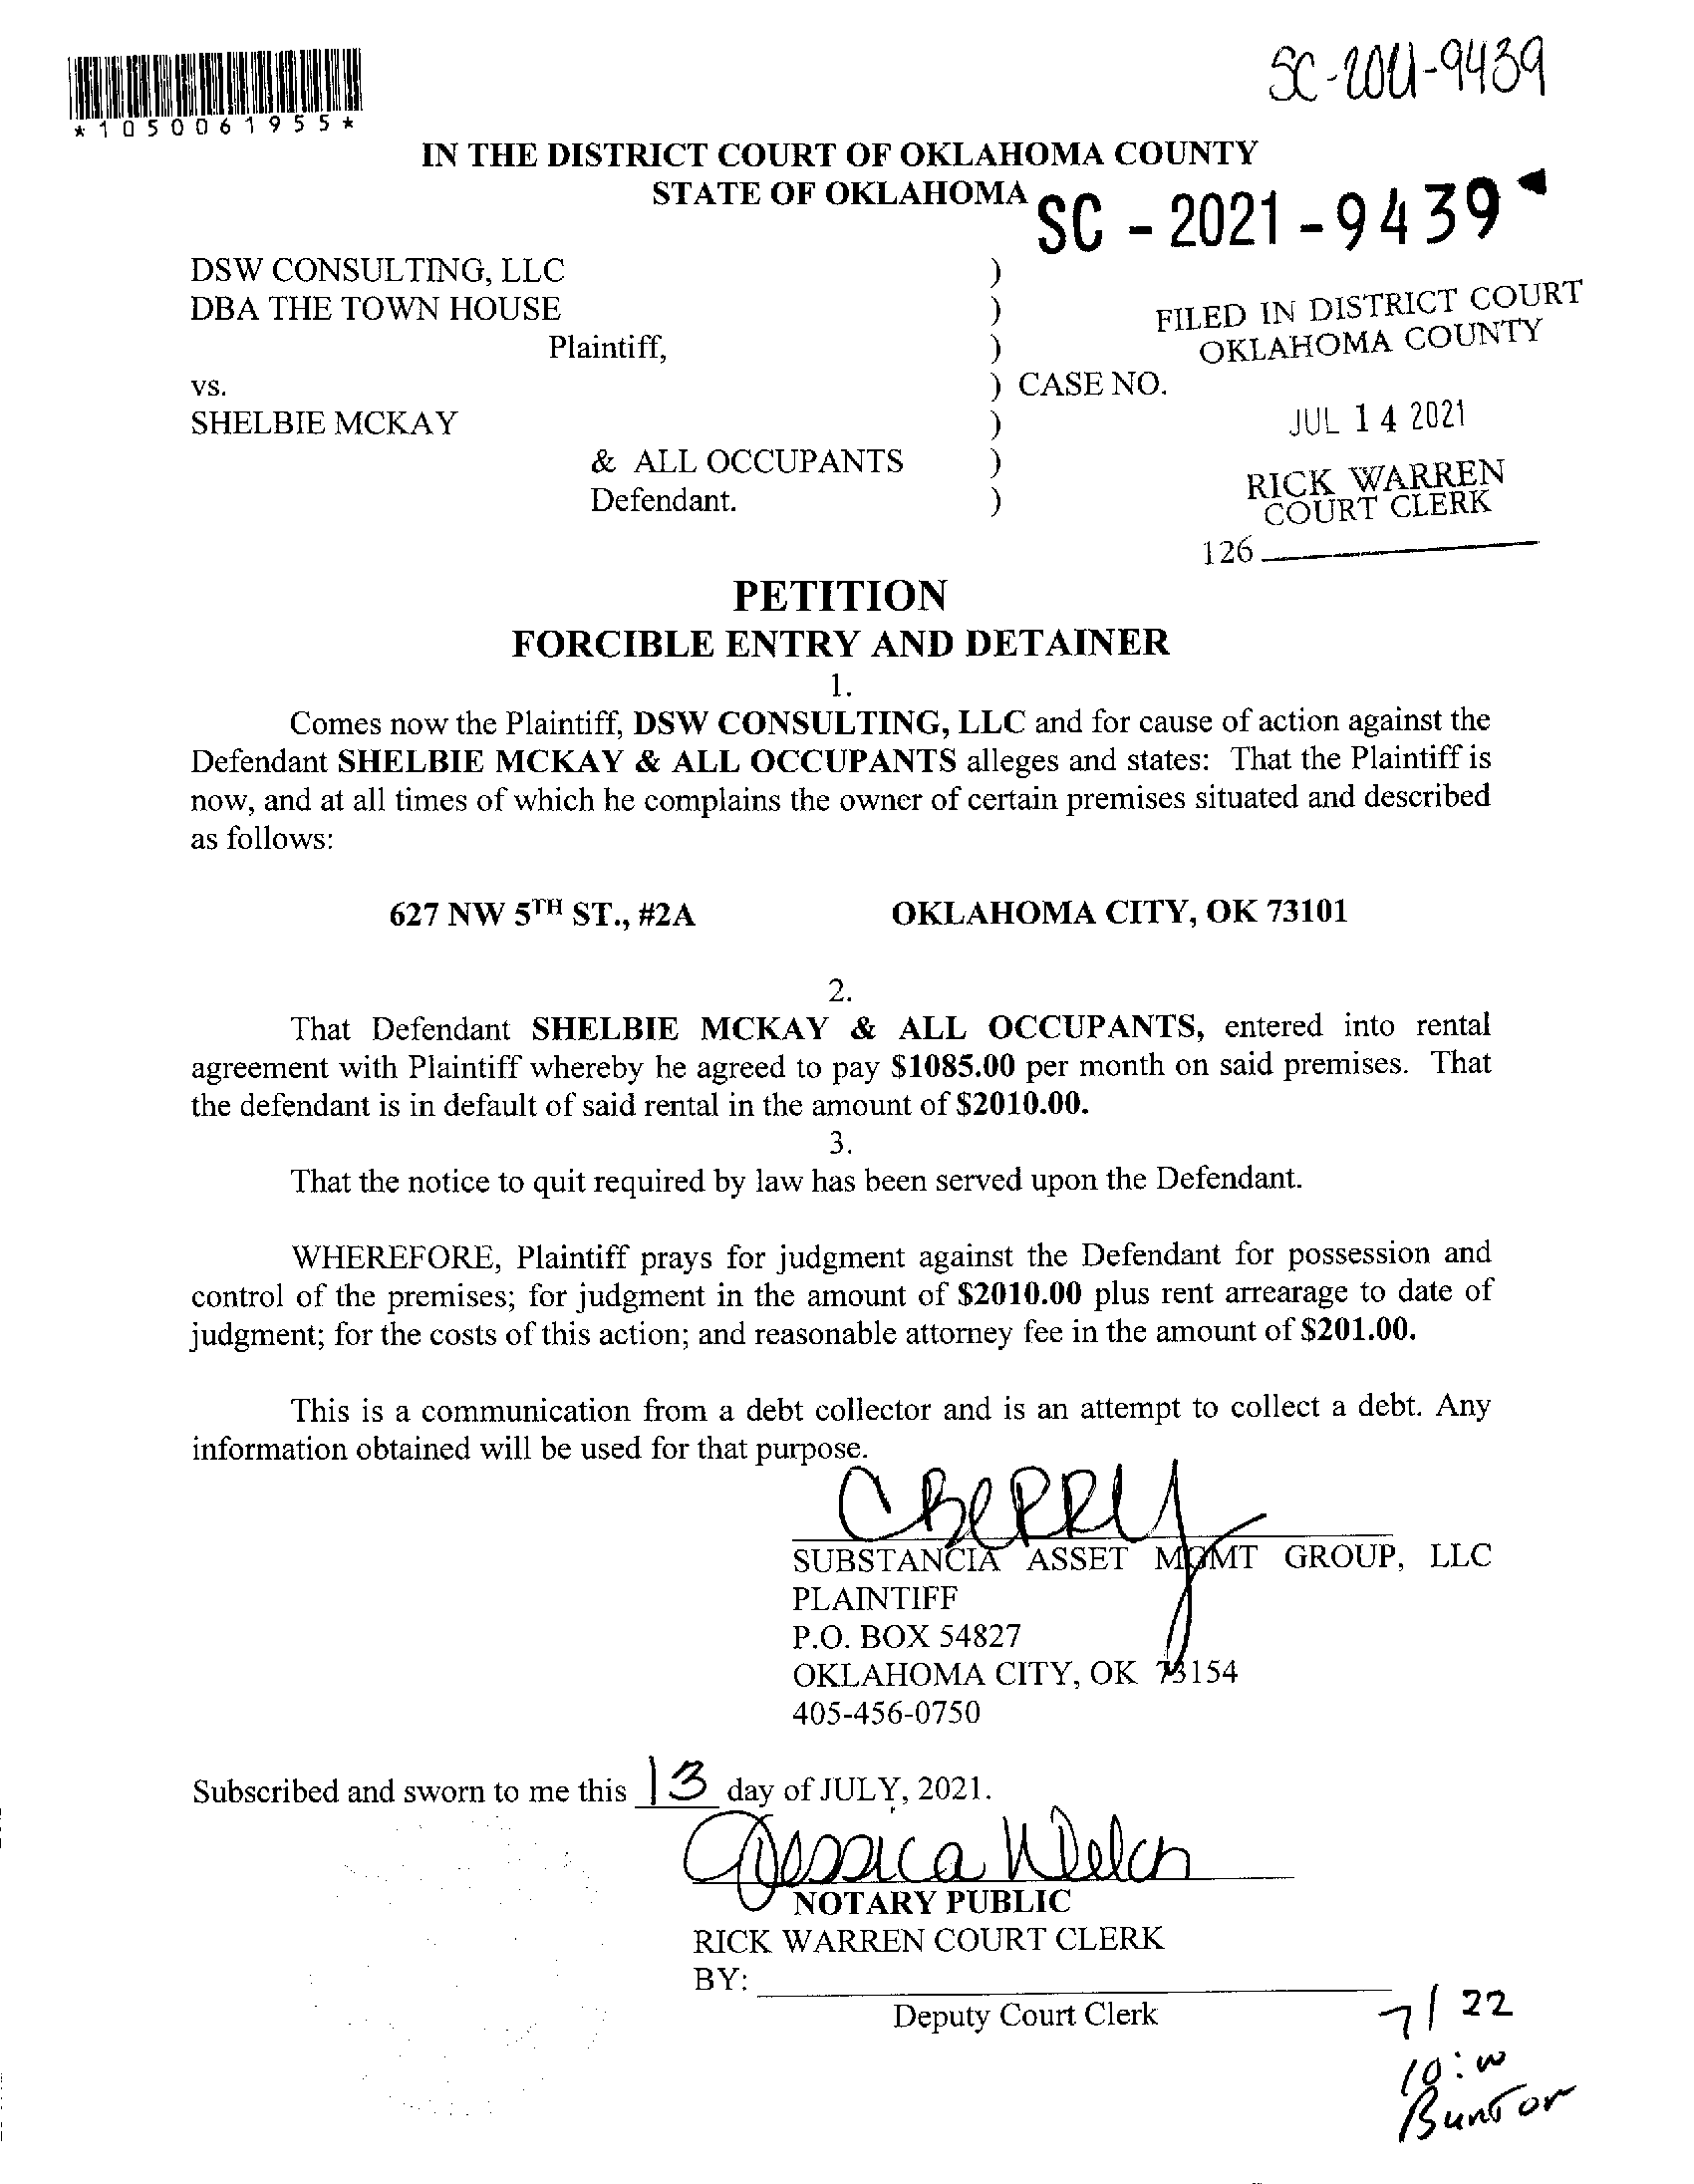 SC-2021-9439
*1050061955*
IN THE DISTRICT COURT OF OKLAHOMA COUNTY
STATE OF OKLAHOMA
SC - 2021 - 9439
DSW CONSULTING, LLC )
DBA THE TOWN HOUSE )
Plaintiff, )
FILED IN DISTRICT COURT
OKLAHOMA COUNTY
vs. ) CASE NO.
SHELBIE MCKAY )
JUL 14 2021
& ALL OCCUPANTS )
Defendant. )
RICK WARREN
COURT CLERK
126
PETITION
FORCIBLE ENTRY AND DETAINER
1.
Comes now the Plaintiff, DSW CONSULTING, LLC and for cause of action against the
Defendant SHELBIE MCKAY & ALL OCCUPANTS alleges and states: That the Plaintiff is
now, and at all times of which he complains the owner of certain premises situated and described
as follows:
627 NW 5TH ST., #2A OKLAHOMA CITY, OK 73101
2.
That Defendant SHELBIE MCKAY & ALL OCCUPANTS, entered into rental
agreement with Plaintiff whereby he agreed to pay $1085.00 per month on said premises. That
the defendant is in default of said rental in the amount of $2010.00.
3.
That the notice to quit required by law has been served upon the Defendant.
WHEREFORE, Plaintiff prays for judgment against the Defendant for possession and
control of the premises; for judgment in the amount of $2010.00 plus rent arrearage to date of
judgment; for the costs of this action; and reasonable attorney fee in the amount of $201.00.
This is a communication from a debt collector and is an attempt to collect a debt. Any
information obtained will be used for that purpose.
CBERRY
SUBSTANCIA ASSET MGMT GROUP, LLC
PLAINTIFF
P.O. BOX 54827
OKLAHOMA CITY, OK 73154
405-456-0750
Subscribed and sworn to me this 13 day of JULY, 2021.
Jessica Welch
NOTARY PUBLIC
RICK WARREN COURT CLERK
BY:
Deputy Court Clerk
7/22
10:00